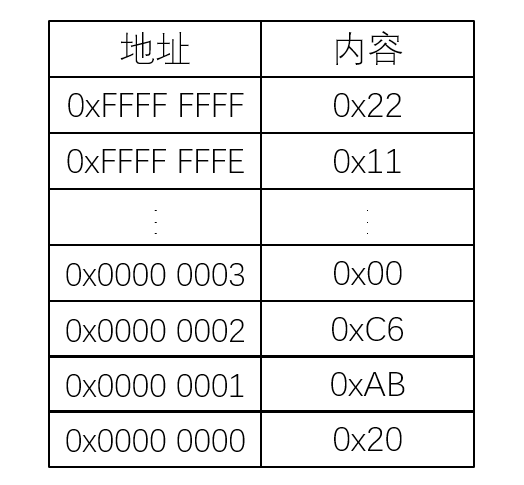 地址 内容
0xFFFF FFFF 0x22
0xFFFF FFFE 0x11
⋮ ⋮
0x0000 0003 0x00
0x0000 0002 0xC6
0x0000 0001 0xAB
0x0000 0000 0x20